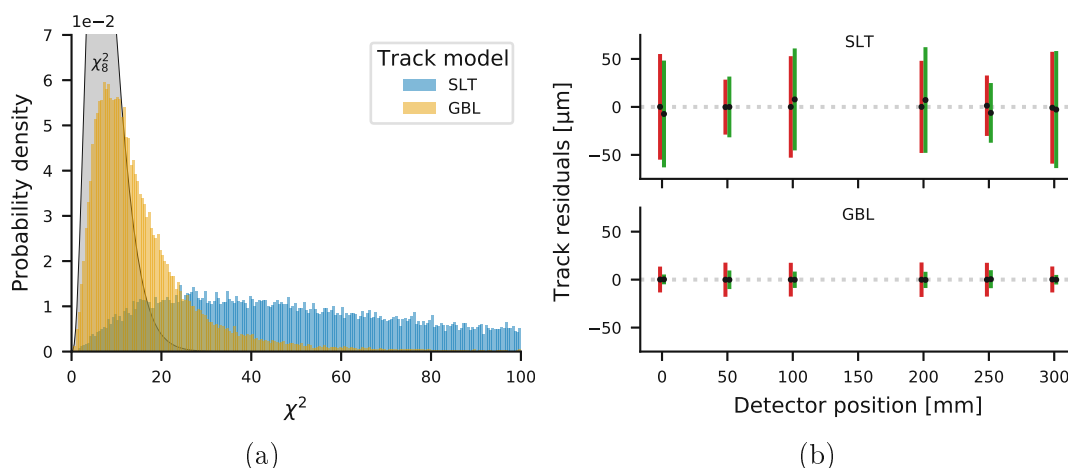 1e−2
7
6
5
4
3
2
1
0
Probability density
χ²₈
Track model
SLT
GBL
0
20
40
60
80
100
χ²
(a)
SLT
50
0
−50
GBL
50
0
−50
Track residuals [μm]
0
50
100
150
200
250
300
Detector position [mm]
(b)